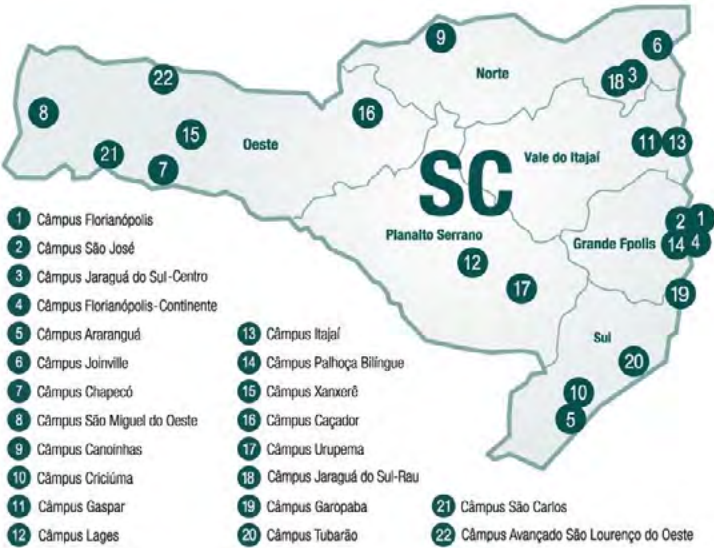 9
6
Norte
18 3
22
8
16
15
Oeste
11 13
21
7
Vale do Itajaí
SC
Planalto Serrano
Grande Fpolis
2 1
14 4
12
17
19
Sul
20
10
5
1 Câmpus Florianópolis
2 Câmpus São José
3 Câmpus Jaraguá do Sul-Centro
4 Câmpus Florianópolis-Continente
5 Câmpus Araranguá
6 Câmpus Joinville
7 Câmpus Chapecó
8 Câmpus São Miguel do Oeste
9 Câmpus Canoinhas
10 Câmpus Criciúma
11 Câmpus Gaspar
12 Câmpus Lages
13 Câmpus Itajaí
14 Câmpus Palhoça Bilíngue
15 Câmpus Xanxerê
16 Câmpus Caçador
17 Câmpus Urupema
18 Câmpus Jaraguá do Sul-Rau
19 Câmpus Garopaba
20 Câmpus Tubarão
21 Câmpus São Carlos
22 Câmpus Avançado São Lourenço do Oeste